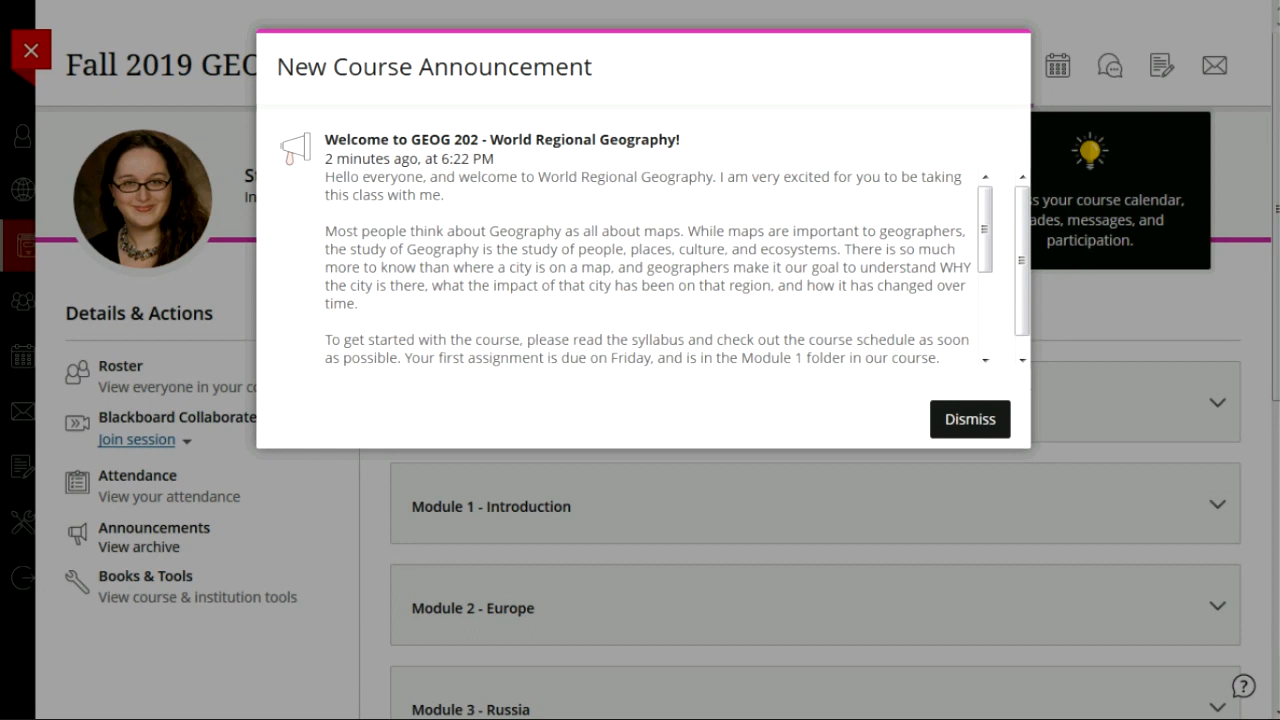 Fall 2019 GEO
New Course Announcement
Welcome to GEOG 202 - World Regional Geography!
2 minutes ago, at 6:22 PM
Hello everyone, and welcome to World Regional Geography. I am very excited for you to be taking
this class with me.
Most people think about Geography as all about maps. While maps are important to geographers,
the study of Geography is the study of people, places, culture, and ecosystems. There is so much
more to know than where a city is on a map, and geographers make it our goal to understand WHY
the city is there, what the impact of that city has been on that region, and how it has changed over
time.
To get started with the course, please read the syllabus and check out the course schedule as soon
as possible. Your first assignment is due on Friday, and is in the Module 1 folder in our course.
Dismiss
s your course calendar,
ades, messages, and
participation.
Details & Actions
Roster
View everyone in your co
Blackboard Collaborate
Join session
Attendance
View your attendance
Announcements
View archive
Books & Tools
View course & institution tools
Module 1 - Introduction
Module 2 - Europe
Module 3 - Russia